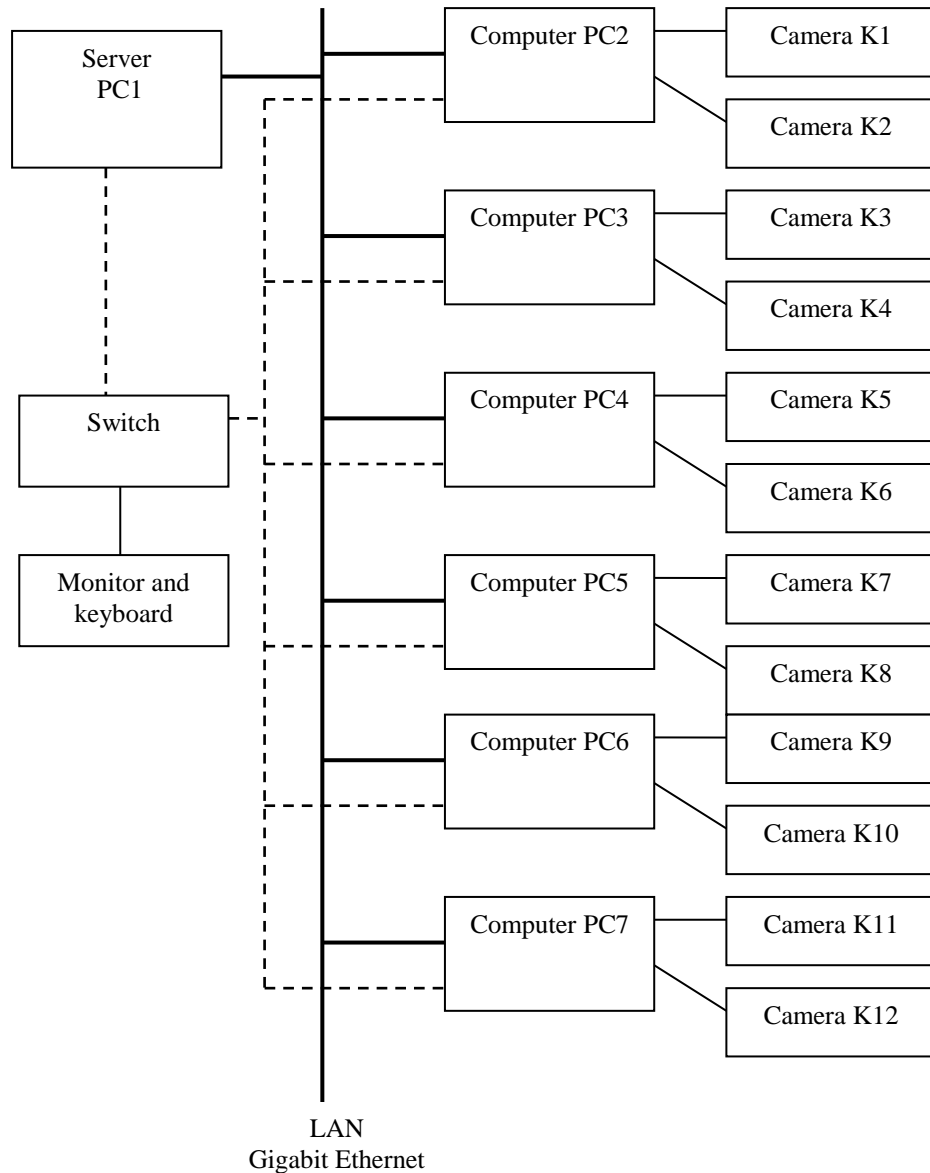 Server
PC1
Switch
Monitor and
keyboard
Computer PC2
Camera K1
Camera K2
Computer PC3
Camera K3
Camera K4
Computer PC4
Camera K5
Camera K6
Computer PC5
Camera K7
Camera K8
Computer PC6
Camera K9
Camera K10
Computer PC7
Camera K11
Camera K12
LAN
Gigabit Ethernet